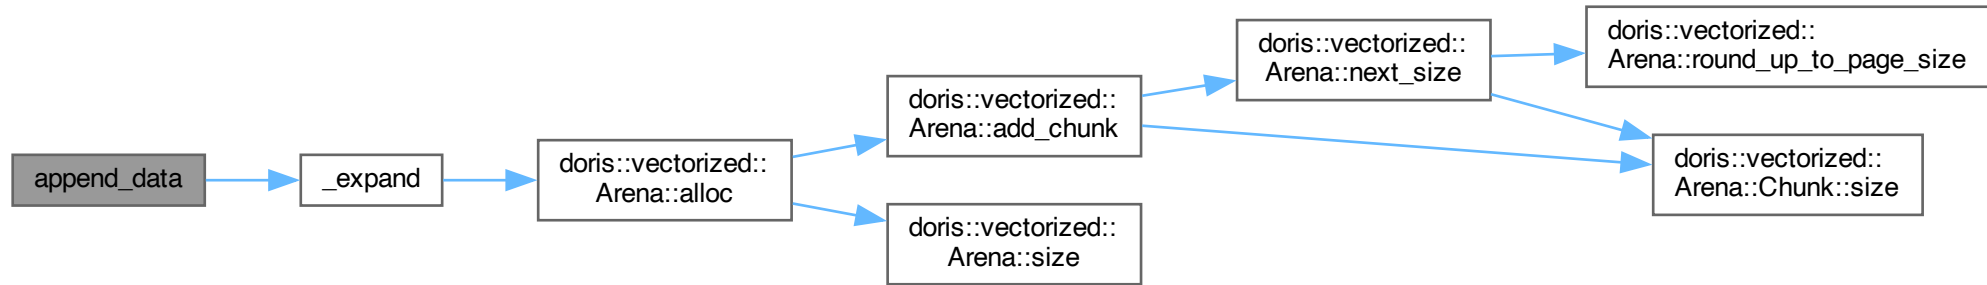 append_data
_expand
doris::vectorized::
Arena::alloc
doris::vectorized::
Arena::add_chunk
doris::vectorized::
Arena::size
doris::vectorized::
Arena::next_size
doris::vectorized::
Arena::round_up_to_page_size
doris::vectorized::
Arena::Chunk::size